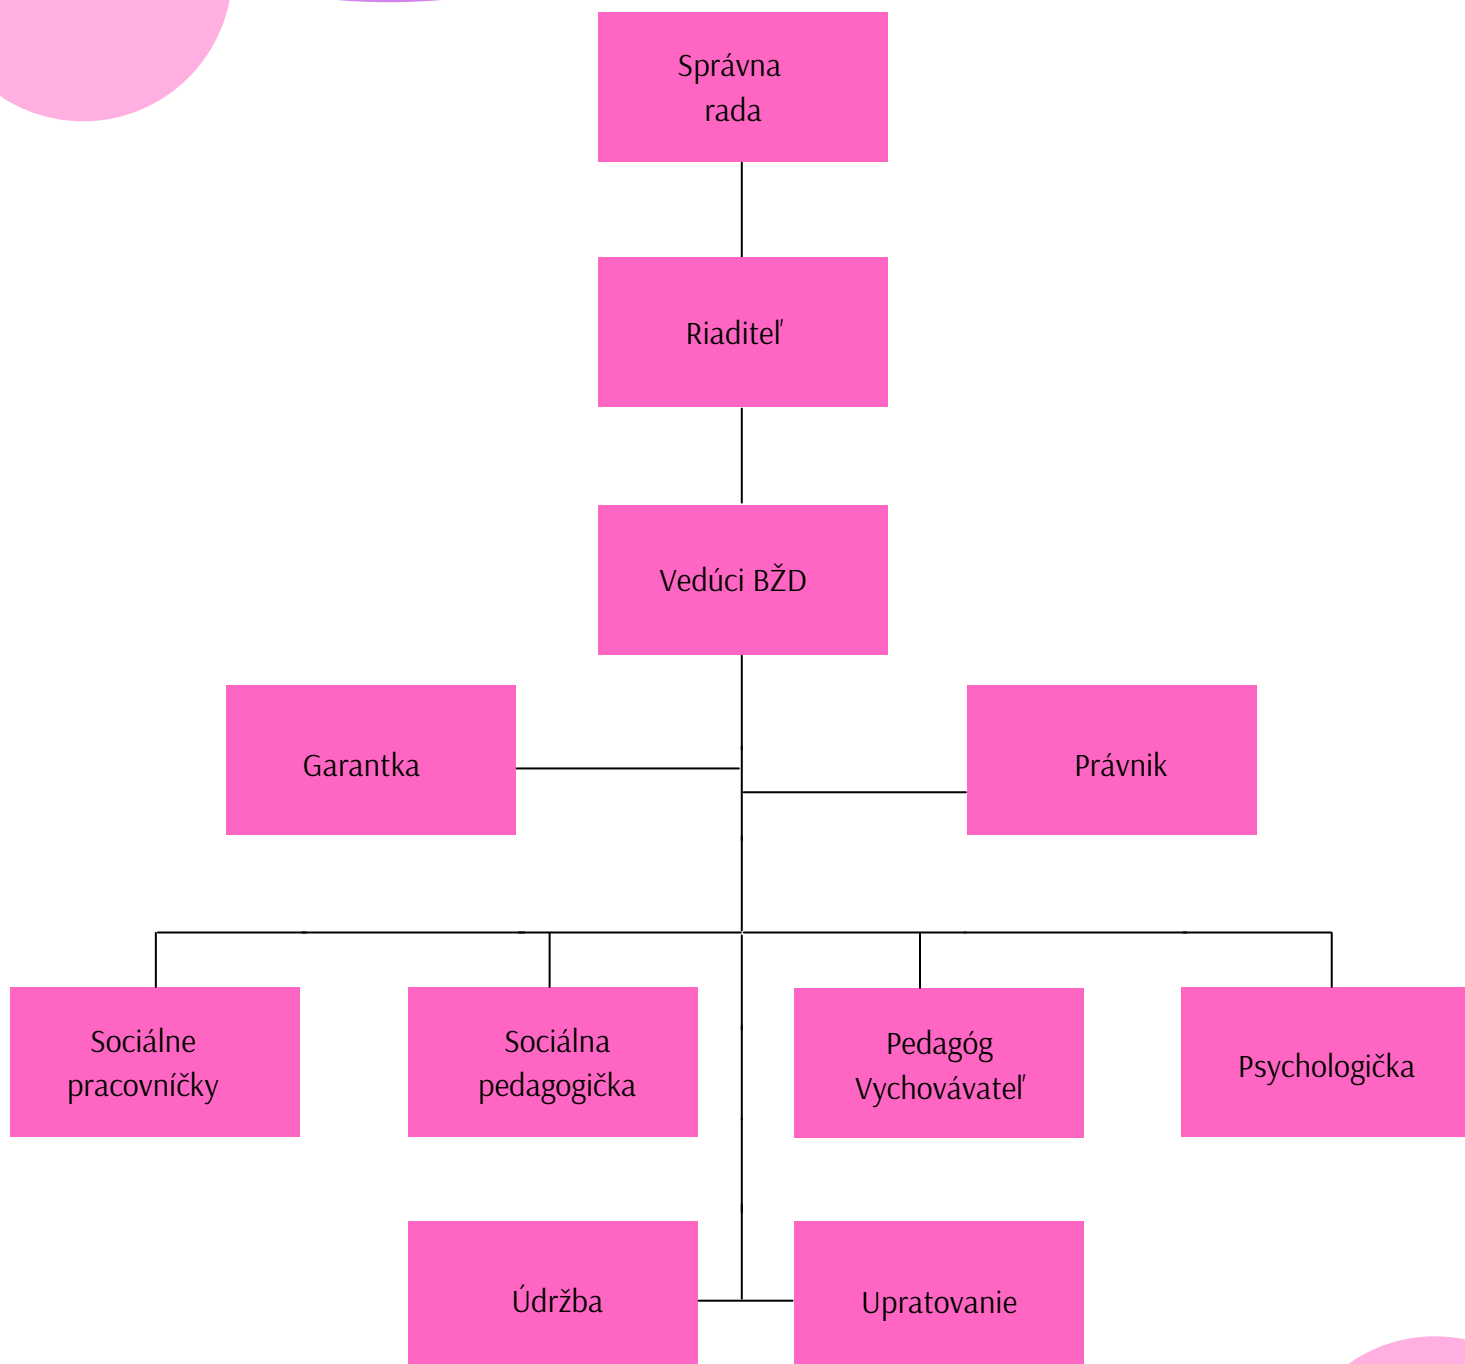 Správna
rada
Riaditeľ
Vedúci BŽD
Garantka
Právnik
Sociálne
pracovníčky
Sociálna
pedagogička
Pedagóg
Vychovávateľ
Psychologička
Údržba
Upratovanie